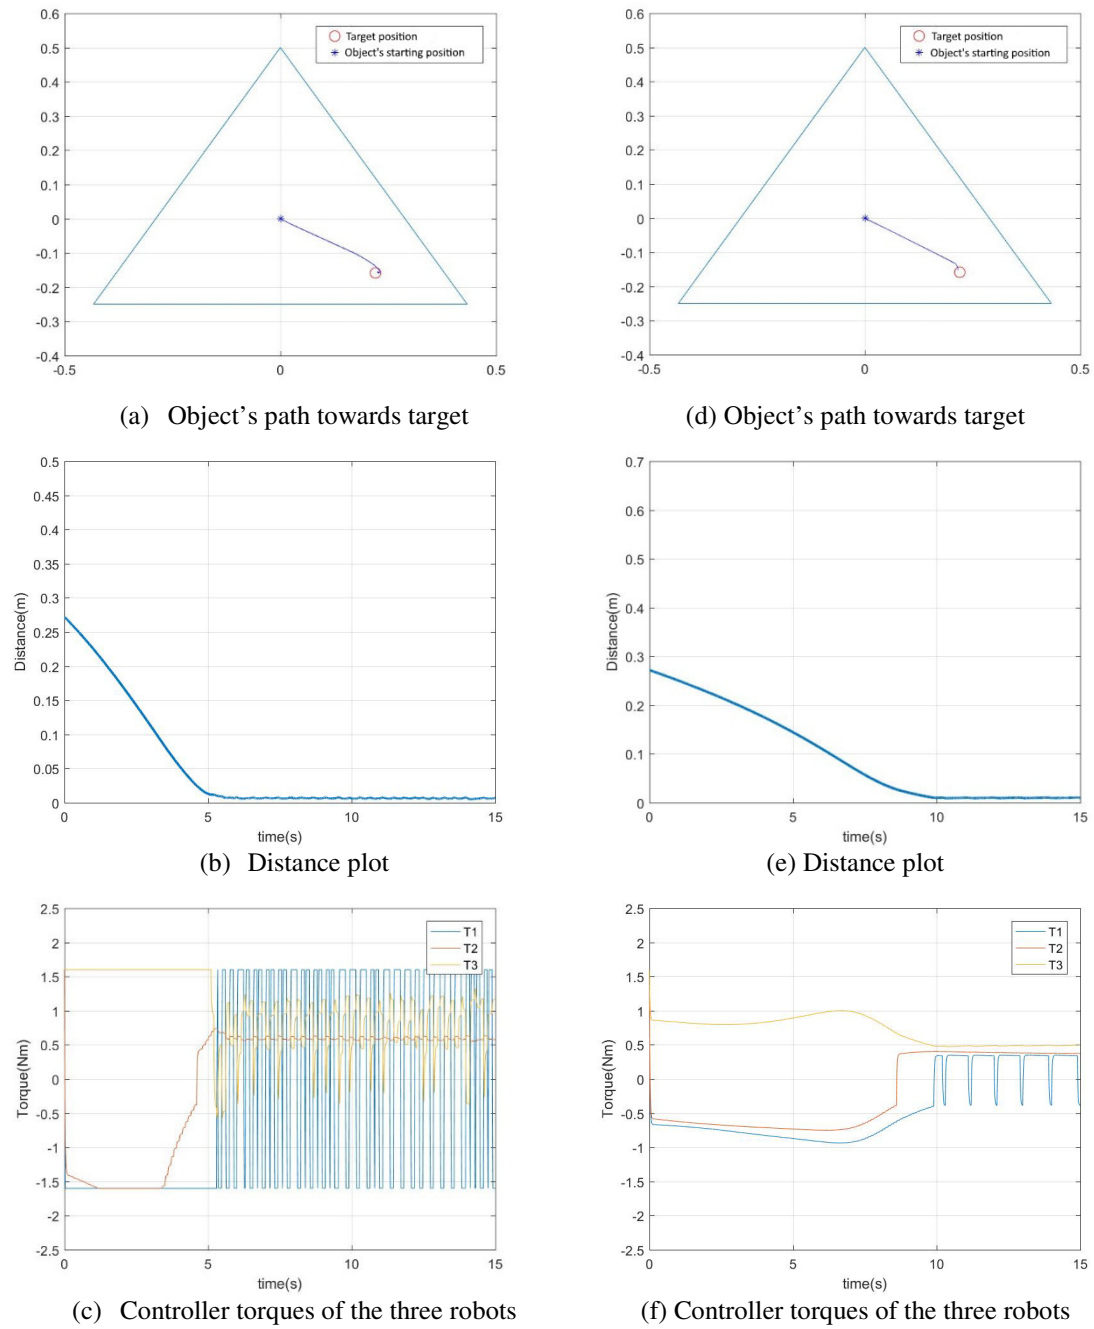 0.6
0.5
0.4
0.3
0.2
0.1
0
-0.1
-0.2
-0.3
-0.4
-0.5
0
0.5
Target position
Object's starting position
(a) Object's path towards target
0.6
0.5
0.4
0.3
0.2
0.1
0
-0.1
-0.2
-0.3
-0.4
-0.5
0
0.5
Target position
Object's starting position
(d) Object's path towards target
0.5
0.45
0.4
0.35
0.3
0.25
0.2
0.15
0.1
0.05
0
Distance(m)
0 5 10 15
time(s)
(b) Distance plot
0.7
0.6
0.5
0.4
0.3
0.2
0.1
0
Distance(m)
0 5 10 15
time(s)
(e) Distance plot
2.5
2
1.5
1
0.5
0
-0.5
-1
-1.5
-2
-2.5
Torque(Nm)
T1
T2
T3
0 5 10 15
time(s)
(c) Controller torques of the three robots
2.5
2
1.5
1
0.5
0
-0.5
-1
-1.5
-2
-2.5
Torque(Nm)
T1
T2
T3
0 5 10 15
time(s)
(f) Controller torques of the three robots